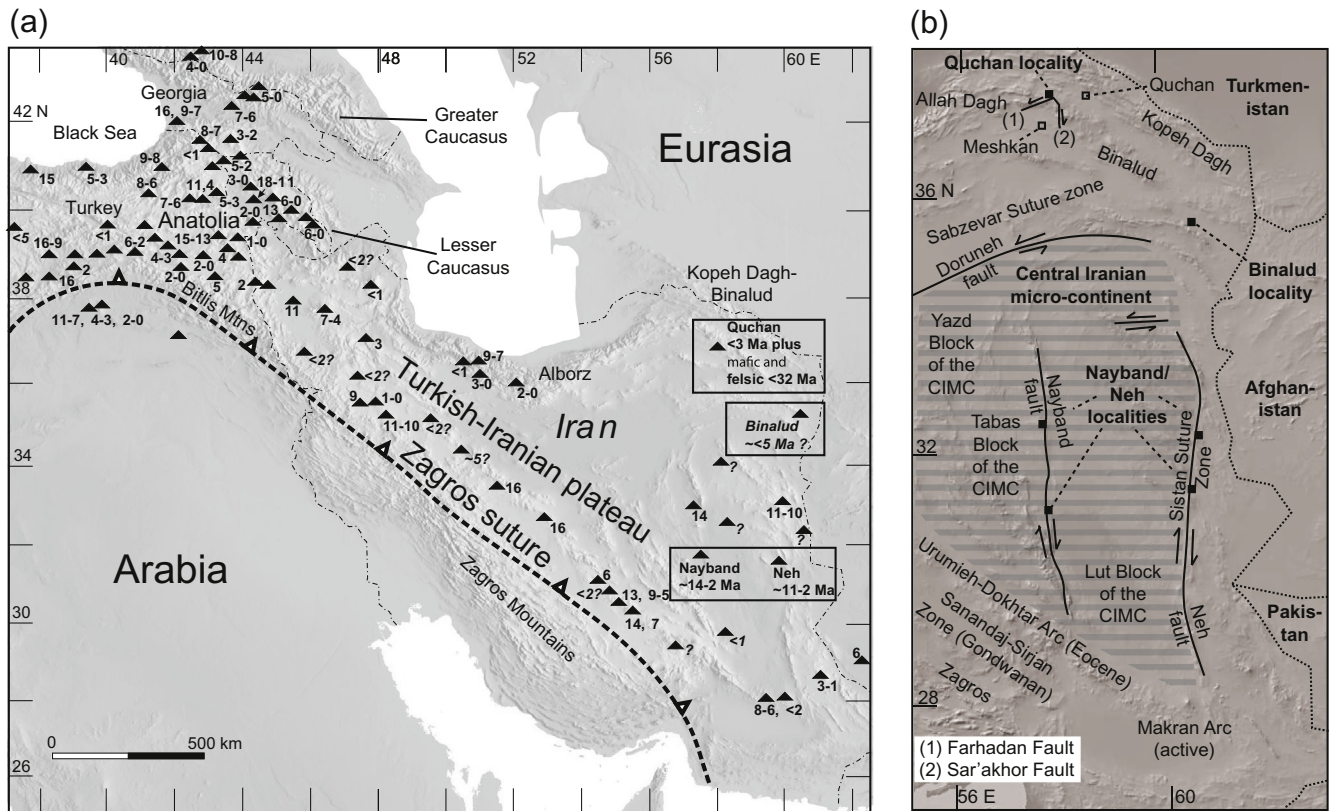 (a)
40
44
48
52
56
60 E
10-8
4-0
Georgia
5-0
16, 9-7
7-6
42 N
Black Sea
8-7
3-2
<1
Greater
Caucasus
Eurasia
9-8
5-2
15
5-3
3-0
18-11
8-6
11,4
6-0
7-6
5-3
2-0
13
Turkey
Anatolia
<1
<5
6-2
15-13
1-0
6-0
16-9
4-3
2-0
4
Lesser
Caucasus
2
2-0
<2?
16
5
2
<1
38
Bitlis Mtns
11
7-4
11-7, 4-3, 2-0
3
<2?
Kopeh Dagh-
Binalud
Quchan
<3 Ma plus
mafic and
felsic <32 Ma
9-7
<1
3-0
Alborz
2-0
<2?
9
1-0
Turkish-Iranian plateau
Iran
11-10
<2?
Binalud
~<5 Ma ?
~5?
34
Zagros suture
?
16
14
11-10
?
?
16
Arabia
Zagros Mountains
Nayband
~14-2 Ma
Neh
~11-2 Ma
6
<2?
13, 9-5
14, 7
30
<1
?
6
3-1
8-6, <2
0
500 km
26
(b)
Quchan locality
Quchan
Turkmen-
istan
Allah Dagh
(1)
(2)
Kopeh Dagh
Meshkan
Binalud
36 N
Sabzevar Suture zone
Doruneh
fault
Central Iranian
micro-continent
Binalud
locality
Yazd
Block
of the
CIMC
Nayband
fault
Nayband/
Neh
localities
Afghan-
istan
Tabas
Block
of the
CIMC
32
Sistan Suture
Zone
Urumieh-Dokhtar Arc (Eocene)
Lut Block
of the
CIMC
Sanandaj-Sirjan
Zone (Gondwanan)
Neh
fault
Pakis-
tan
Zagros
28
Makran Arc
(active)
(1) Farhadan Fault
(2) Sar'akhor Fault
56 E
60